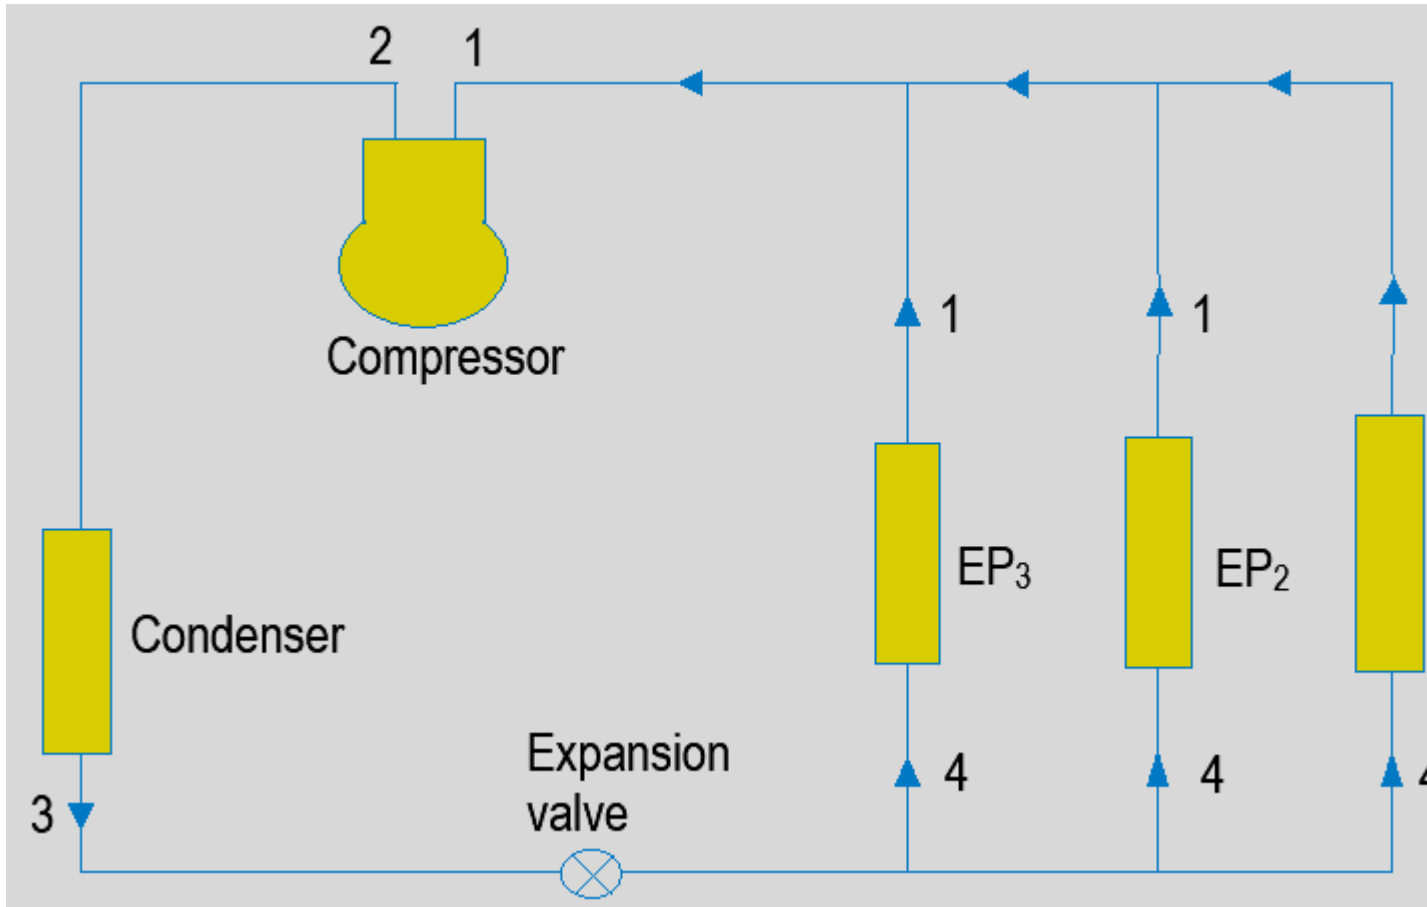 2 1
Compressor
1 1
EP₃ EP₂
Condenser
Expansion
valve
4 4
3